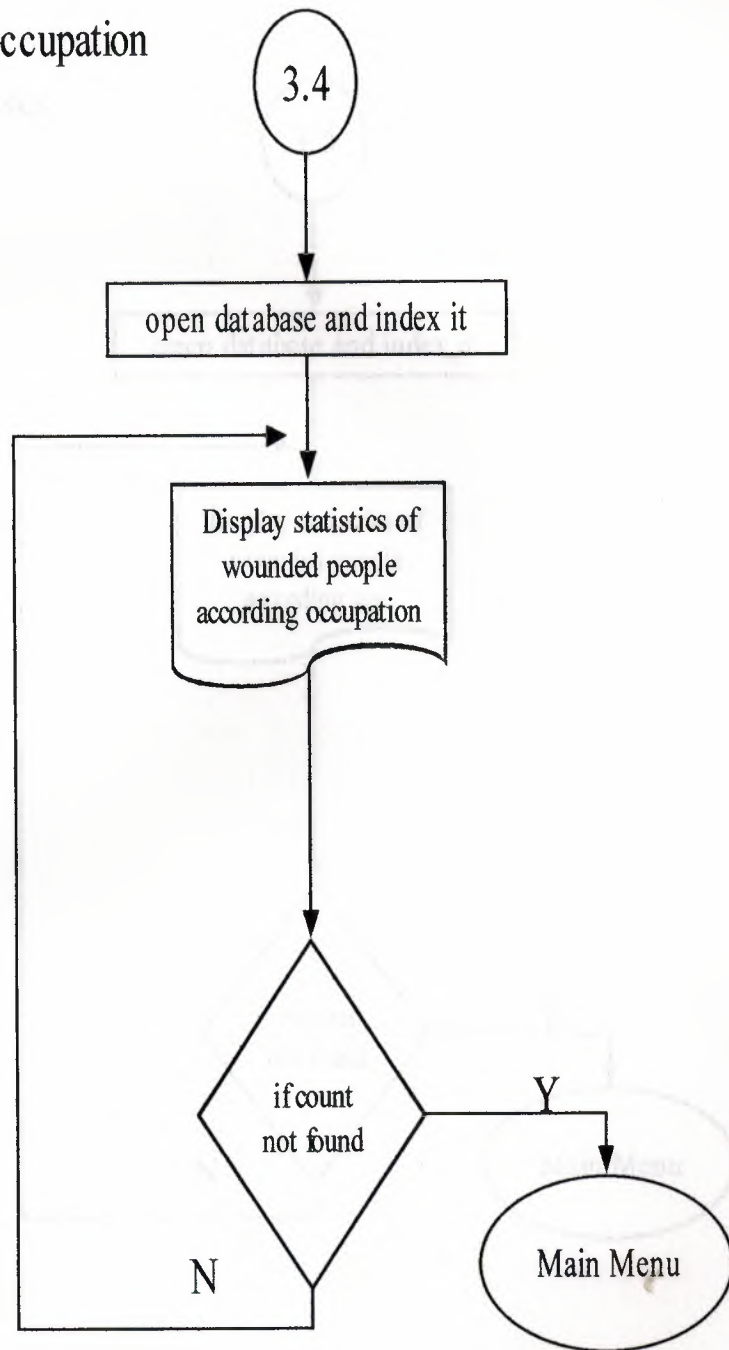 ccupation
3.4
open database and index it
Display statistics of
wounded people
according occupation
if count
not found
Y
N
Main Menu